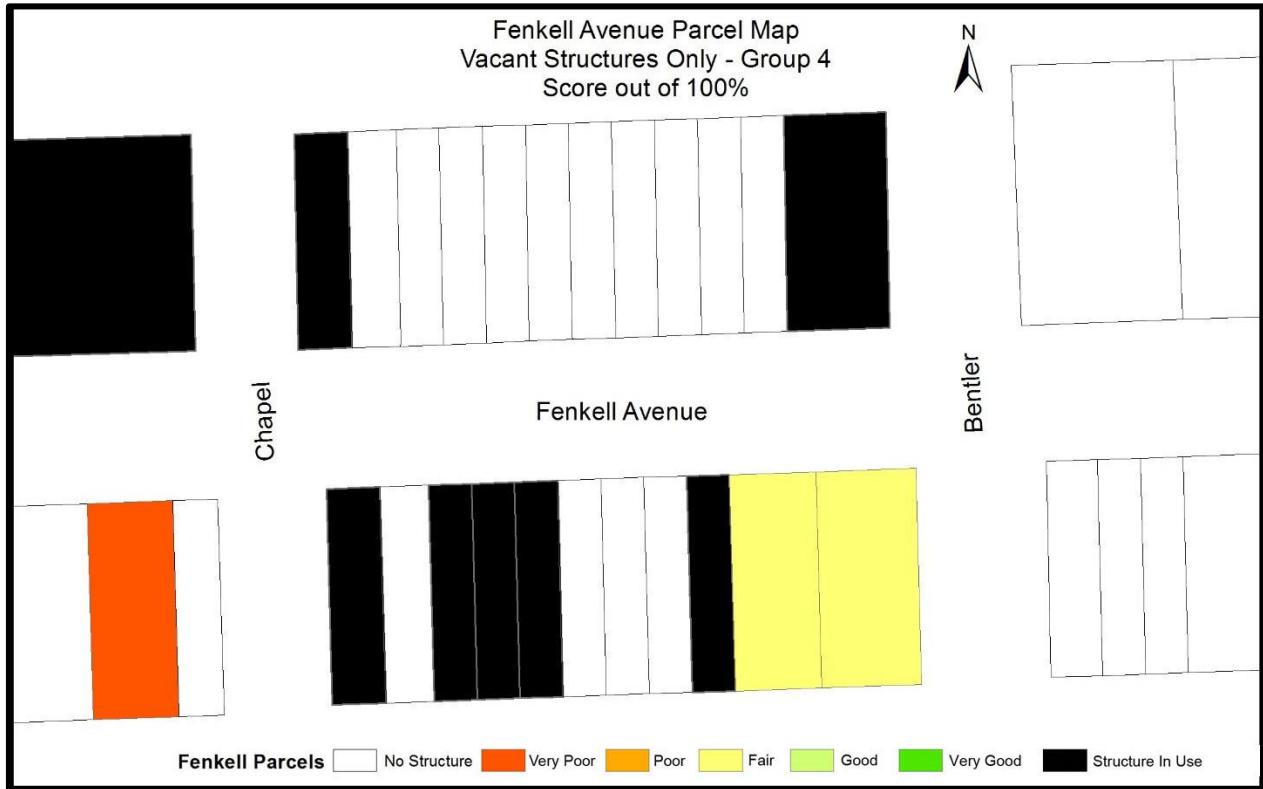 Fenkell Avenue Parcel Map
Vacant Structures Only - Group 4
Score out of 100%
N
Chapel
Fenkell Avenue
Bentler
Fenkell Parcels No Structure Very Poor Poor Fair Good Very Good Structure In Use